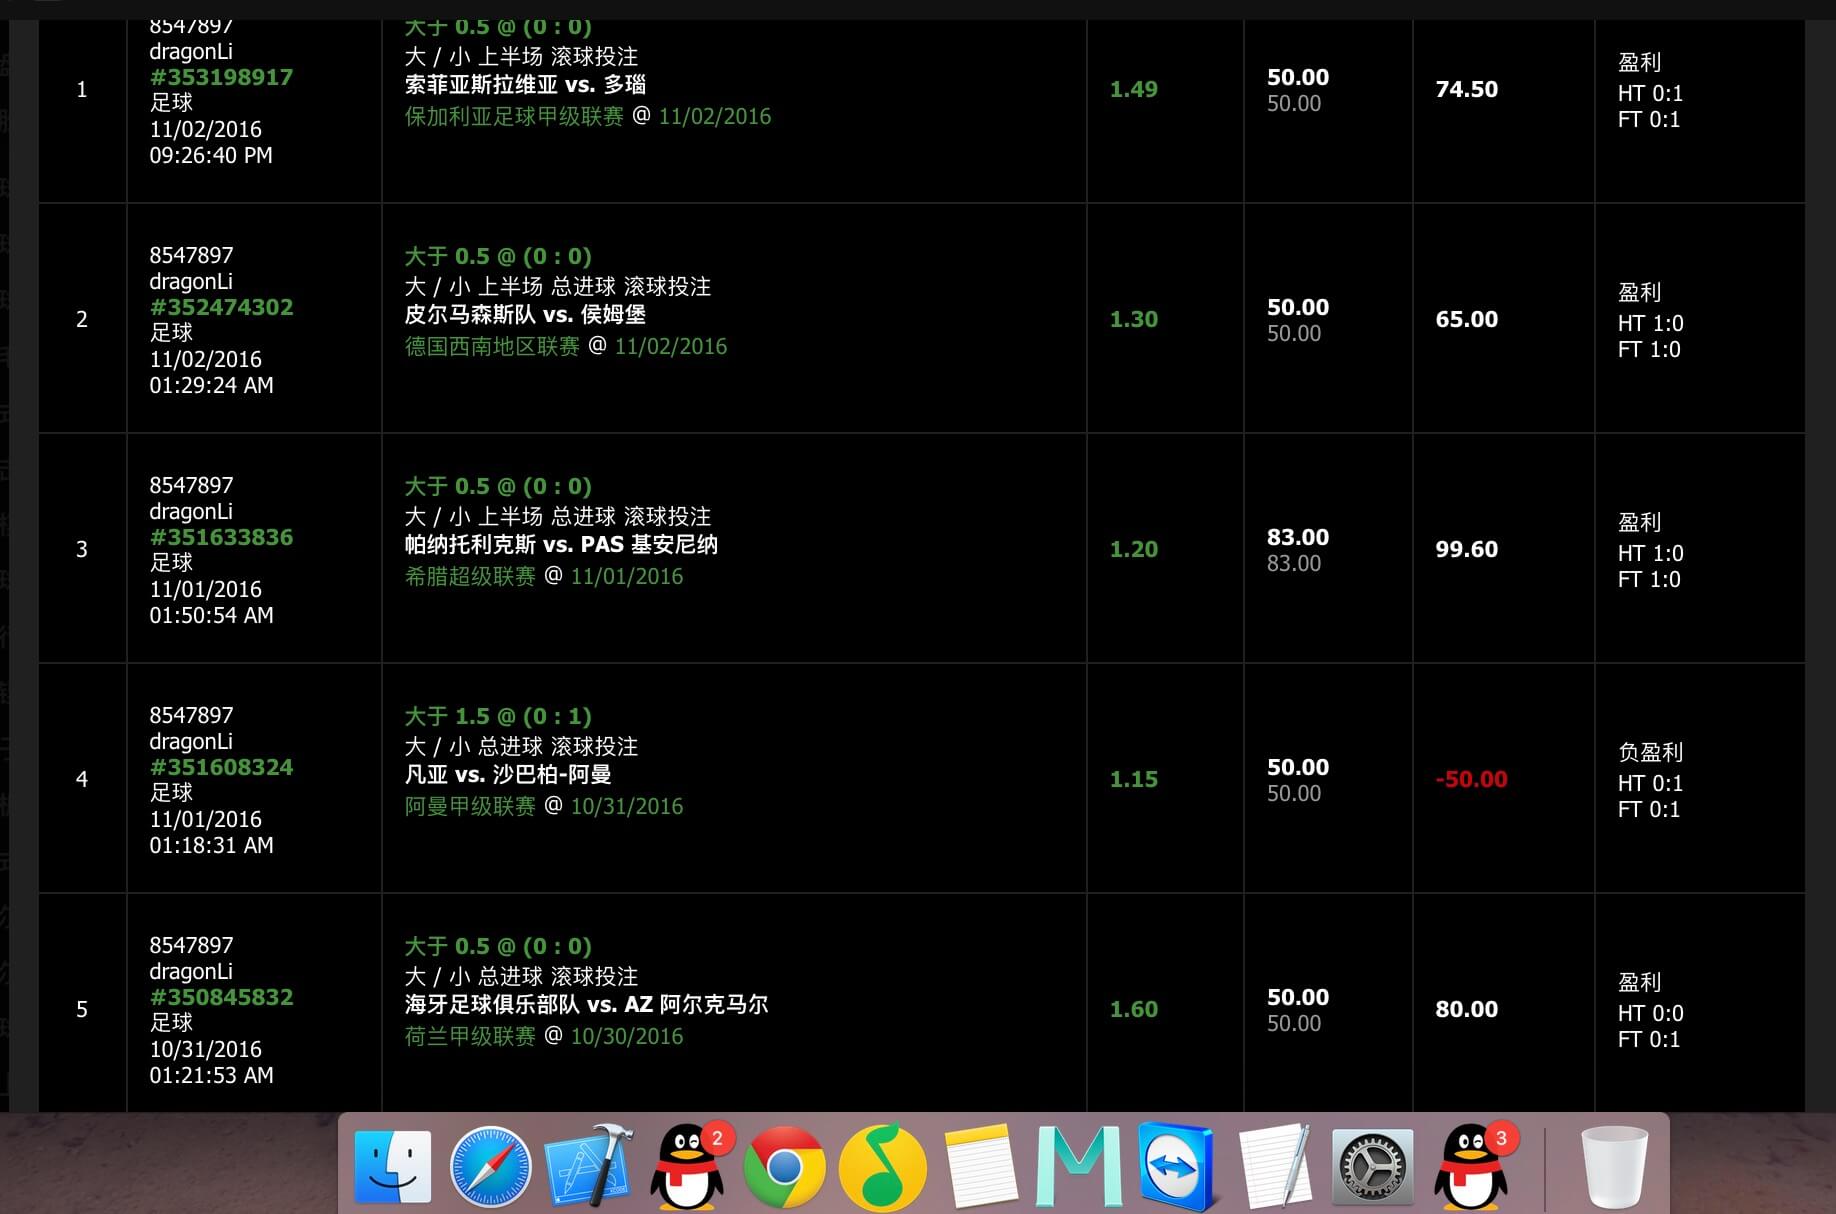 1
8547897
dragonLi
#353198917
足球
11/02/2016
09:26:40 PM
大于 0.5 @ (0 : 0)
大 / 小 上半场 滚球投注
索菲亚斯拉维亚 vs. 多瑙
保加利亚足球甲级联赛 @ 11/02/2016
1.49
50.00
50.00
74.50
盈利
HT 0:1
FT 0:1
2
8547897
dragonLi
#352474302
足球
11/02/2016
01:29:24 AM
大于 0.5 @ (0 : 0)
大 / 小 上半场 总进球 滚球投注
皮尔马森斯队 vs. 侯姆堡
德国西南地区联赛 @ 11/02/2016
1.30
50.00
50.00
65.00
盈利
HT 1:0
FT 1:0
3
8547897
dragonLi
#351633836
足球
11/01/2016
01:50:54 AM
大于 0.5 @ (0 : 0)
大 / 小 上半场 总进球 滚球投注
帕纳托利克斯 vs. PAS 基安尼纳
希腊超级联赛 @ 11/01/2016
1.20
83.00
83.00
99.60
盈利
HT 1:0
FT 1:0
4
8547897
dragonLi
#351608324
足球
11/01/2016
01:18:31 AM
大于 1.5 @ (0 : 1)
大 / 小 总进球 滚球投注
凡亚 vs. 沙巴柏-阿曼
阿曼甲级联赛 @ 10/31/2016
1.15
50.00
50.00
-50.00
负盈利
HT 0:1
FT 0:1
5
8547897
dragonLi
#350845832
足球
10/31/2016
01:21:53 AM
大于 0.5 @ (0 : 0)
大 / 小 总进球 滚球投注
海牙足球俱乐部队 vs. AZ 阿尔克马尔
荷兰甲级联赛 @ 10/30/2016
1.60
50.00
50.00
80.00
盈利
HT 0:0
FT 0:1
2
3